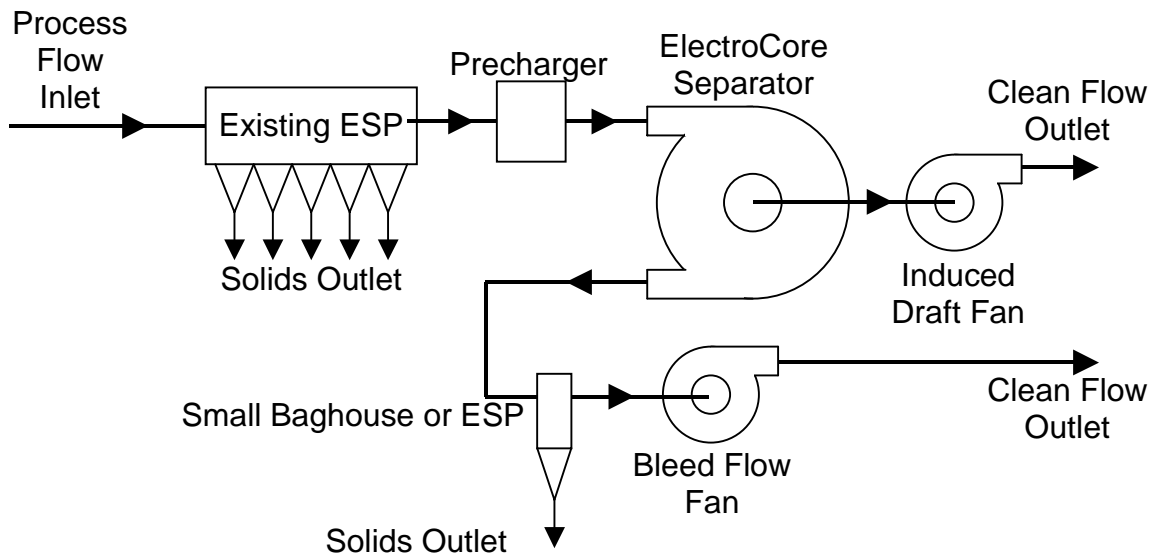 Process
Flow
Inlet
Existing ESP
Solids Outlet
Precharger
ElectroCore
Separator
Clean Flow
Outlet
Induced
Draft Fan
Small Baghouse or ESP
Solids Outlet
Bleed Flow
Fan
Clean Flow
Outlet